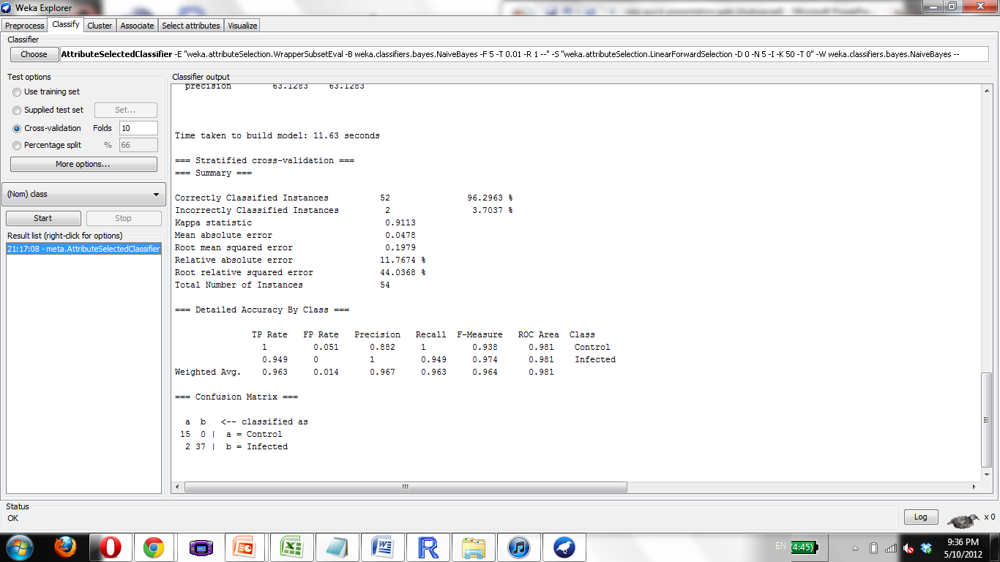 Weka Explorer
Preprocess Classify Cluster Associate Select attributes Visualize
Classifier
Choose AttributeSelectedClassifier -E "weka.attributeSelection.WrapperSubsetEval -B weka.classifiers.bayes.NaiveBayes -F 5 -T 0.01 -R 1 --" -S "weka.attributeSelection.LinearForwardSelection -D 0 -N 5 -I -K 50 -T 0" -W weka.classifiers.bayes.NaiveBayes --
Test options
Use training set
Supplied test set Set...
Cross-validation Folds 10
Percentage split % 66
More options...
(Nom) class
Start Stop
Result list (right-click for options)
21:17:08 - meta.AttributeSelectedClassifier
Classifier output
precision 63.1283 63.1283
Time taken to build model: 11.63 seconds
=== Stratified cross-validation ===
=== Summary ===
Correctly Classified Instances 52 96.2963 %
Incorrectly Classified Instances 2 3.7037 %
Kappa statistic 0.9113
Mean absolute error 0.0478
Root mean squared error 0.1979
Relative absolute error 11.7674 %
Root relative squared error 44.0368 %
Total Number of Instances 54
=== Detailed Accuracy By Class ===
TP Rate FP Rate Precision Recall F-Measure ROC Area Class
1 0.051 0.882 1 0.938 0.981 Control
0.949 0 1 0.949 0.974 0.981 Infected
Weighted Avg. 0.963 0.014 0.967 0.963 0.964 0.981
=== Confusion Matrix ===
a b <-- classified as
15 0 | a = Control
2 37 | b = Infected
Status
OK
Log x 0
EN (4:45) 9:36 PM
5/10/2012